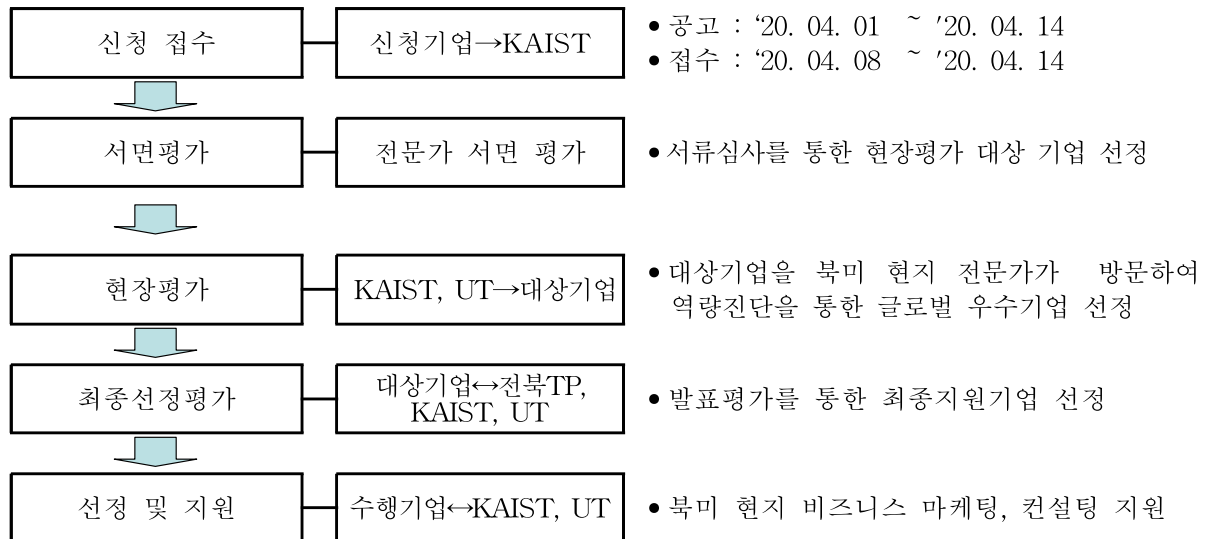 신청 접수
신청기업→KAIST
• 공고 : ‘20. 04. 01 ~ ′20. 04. 14
• 접수 : ‘20. 04. 08 ~ ′20. 04. 14
서면평가
전문가 서면 평가
• 서류심사를 통한 현장평가 대상 기업 선정
현장평가
KAIST, UT→대상기업
• 대상기업을 북미 현지 전문가가 방문하여
역량진단을 통한 글로벌 우수기업 선정
최종선정평가
대상기업↔전북TP,
KAIST, UT
• 발표평가를 통한 최종지원기업 선정
선정 및 지원
수행기업↔KAIST, UT
• 북미 현지 비즈니스 마케팅, 컨설팅 지원